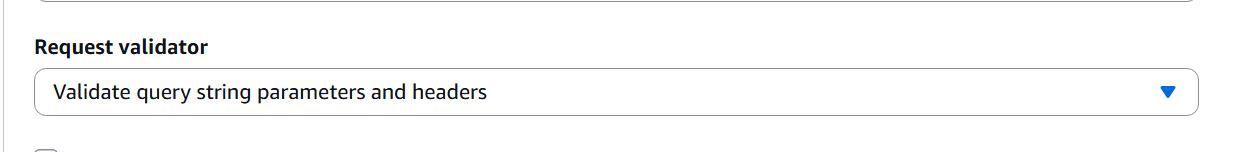 Request validator
Validate query string parameters and headers